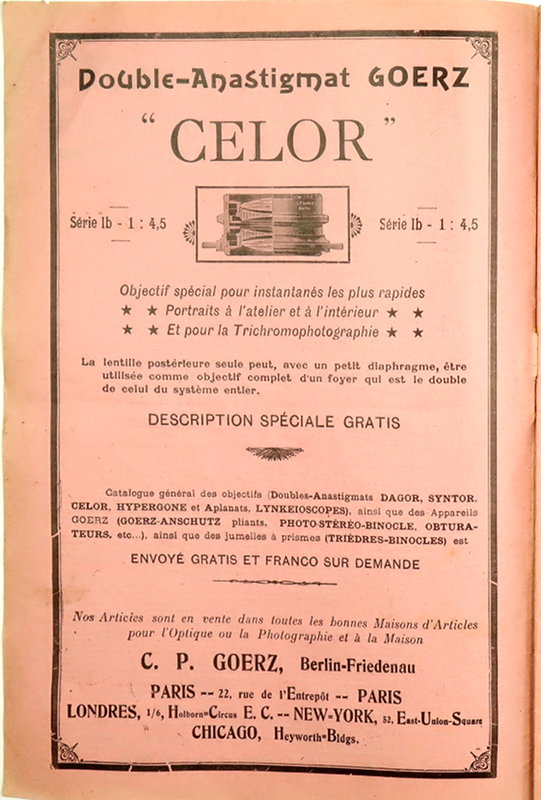 Double-Anastigmat GOERZ
"CELOR"
Série Ib - 1 : 4,5
Série Ib - 1 : 4,5
Objectif spécial pour instantanés les plus rapides
★ ★ Portraits à l'atelier et à l'intérieur ★ ★
★ ★ Et pour la Trichromophotographie ★ ★
La lentille postérieure seule peut, avec un petit diaphragme, être
utilisée comme objectif complet d'un foyer qui est le double
de celui du système entier.
DESCRIPTION SPÉCIALE GRATIS
Catalogue général des objectifs (Doubles-Anastigmats DAGOR, SYNTOR,
CELOR, HYPERGONE et Aplanats, LYNKEIOSCOPES), ainsi que des Appareils
GOERZ (GOERZ-ANSCHUTZ pliants, PHOTO-STÉRÉO-BINOCLE, OBTURA-
TEURS, etc...), ainsi que des jumelles à prismes (TRIÈDRES-BINOCLES) est
ENVOYÉ GRATIS ET FRANCO SUR DEMANDE
Nos Articles sont en vente dans toutes les bonnes Maisons d'Articles
pour l'Optique ou la Photographie et à la Maison
C. P. GOERZ, Berlin-Friedenau
PARIS -- 22, rue de l'Entrepôt -- PARIS
LONDRES, 1/6, Holborn=Circus E. C. -- NEW=YORK, 52, East=Union=Square
CHICAGO, Heyworth=Bldgs.